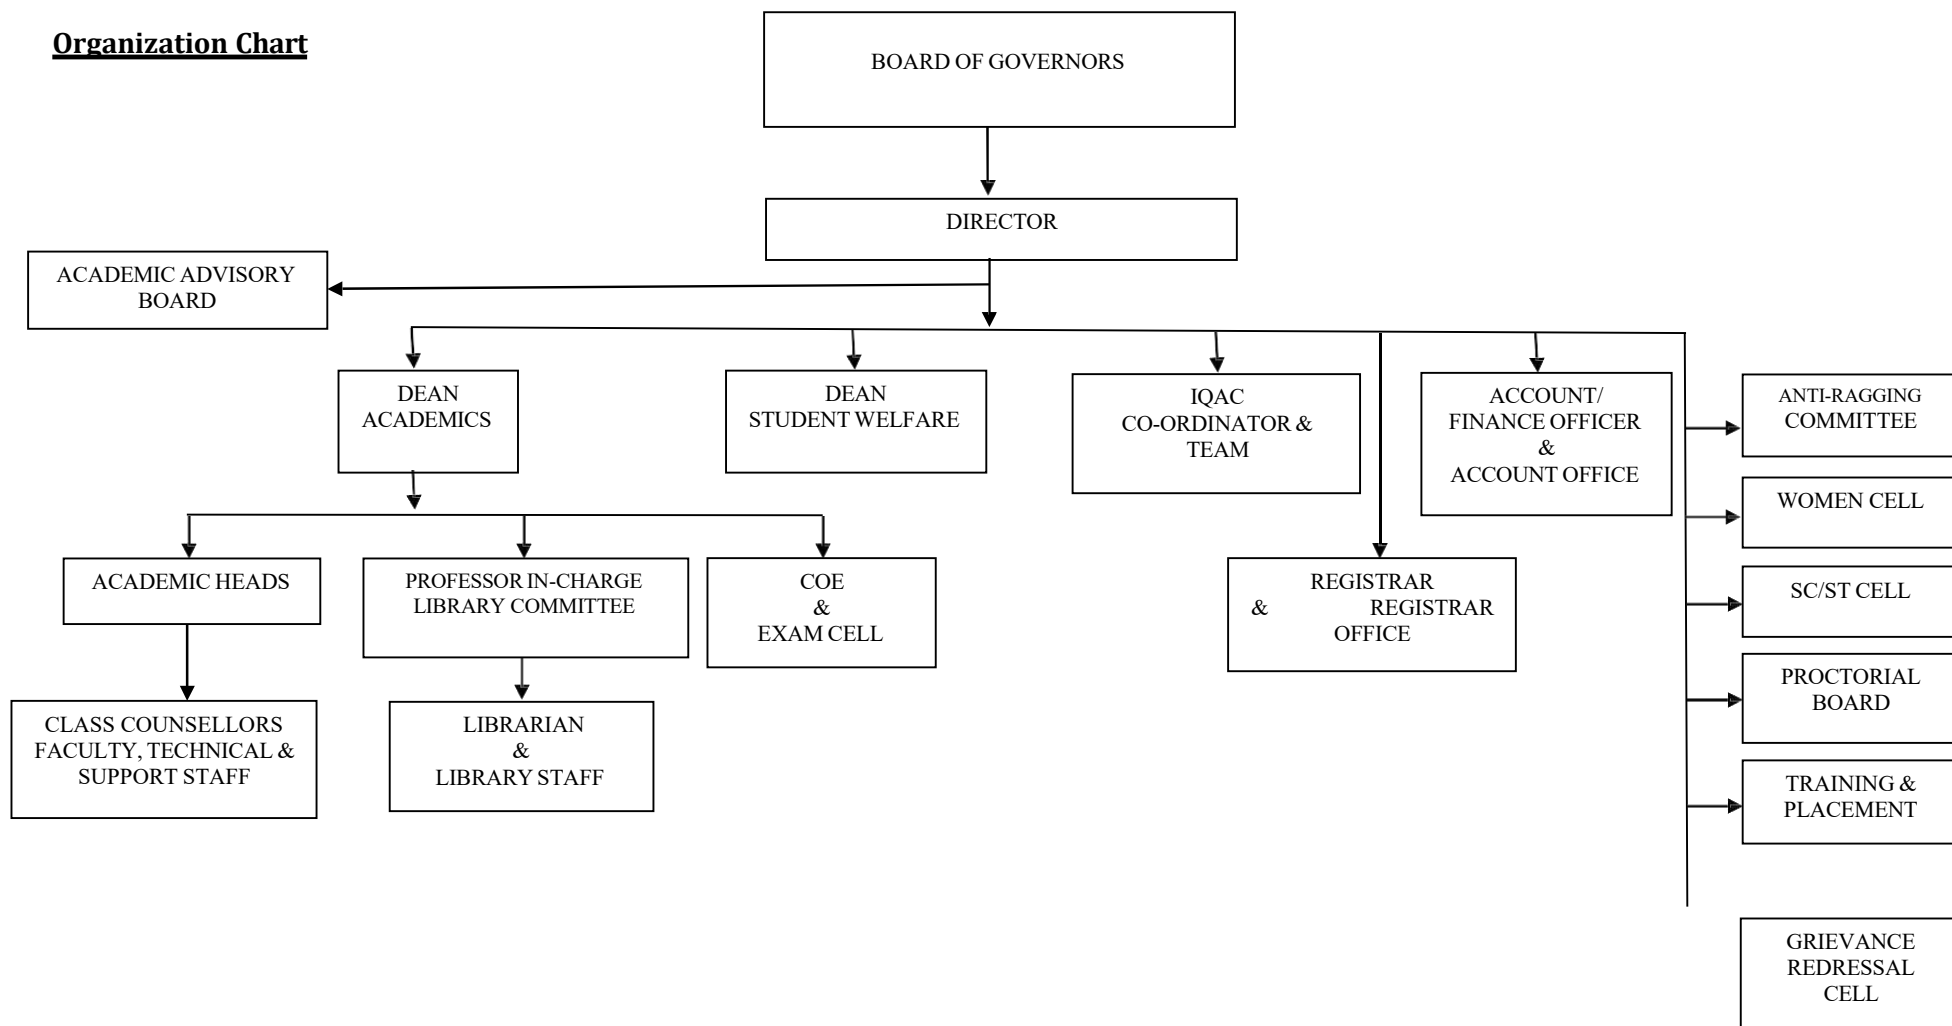 Organization Chart
BOARD OF GOVERNORS
DIRECTOR
ACADEMIC ADVISORY
BOARD
DEAN
ACADEMICS
DEAN
STUDENT WELFARE
IQAC
CO-ORDINATOR &
TEAM
ACCOUNT/
FINANCE OFFICER
&
ACCOUNT OFFICE
ANTI-RAGGING
COMMITTEE
WOMEN CELL
SC/ST CELL
PROCTORIAL
BOARD
TRAINING &
PLACEMENT
GRIEVANCE
REDRESSAL
CELL
ACADEMIC HEADS
PROFESSOR IN-CHARGE
LIBRARY COMMITTEE
COE
&
EXAM CELL
REGISTRAR
& REGISTRAR
OFFICE
CLASS COUNSELLORS
FACULTY, TECHNICAL &
SUPPORT STAFF
LIBRARIAN
&
LIBRARY STAFF